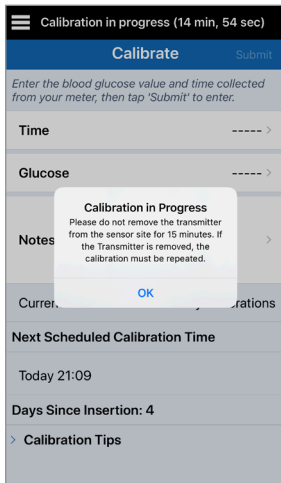 Calibration in progress (14 min, 54 sec)
Calibrate
Submit
Enter the blood glucose value and time collected
from your meter, then tap 'Submit' to enter.
Time ----- >
Glucose ----- >
Calibration in Progress
Please do not remove the transmitter
from the sensor site for 15 minutes. If
the Transmitter is removed, the
calibration must be repeated.
OK
Notes >
Next Scheduled Calibration Time
Today 21:09
Days Since Insertion: 4
> Calibration Tips